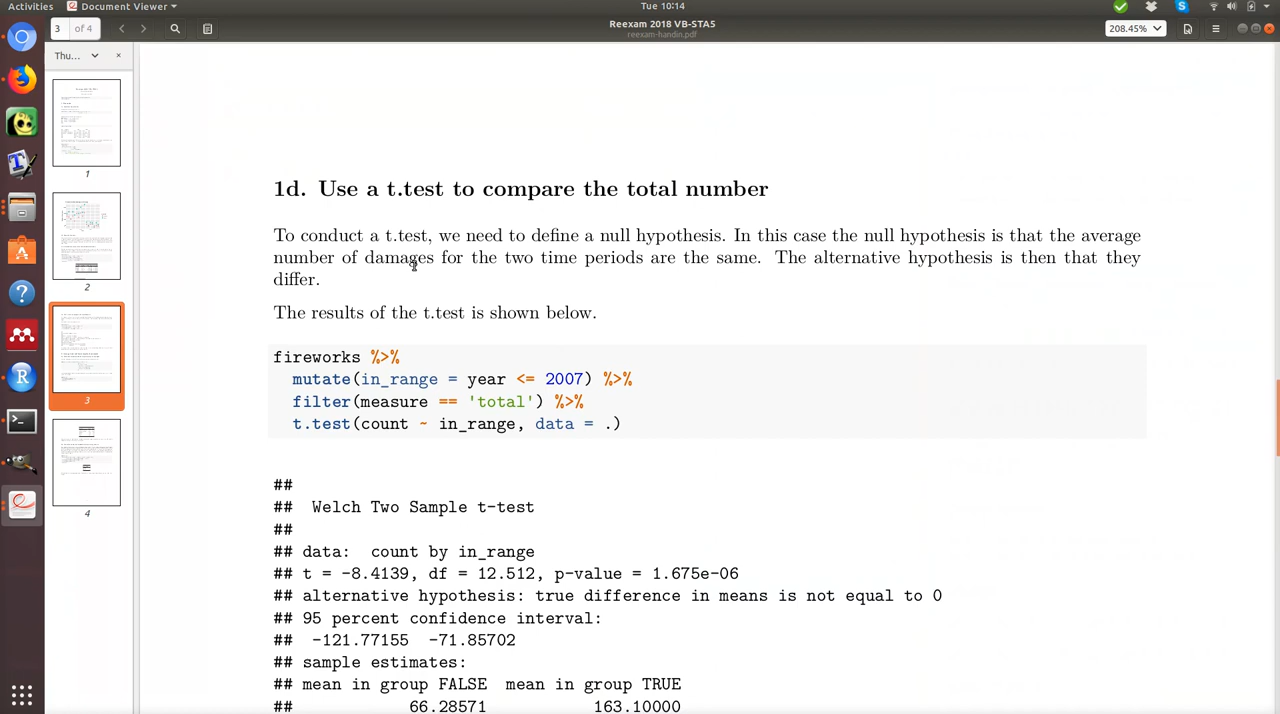 Activities Document Viewer Tue 10:14
3 of 4 Reexam 2018 VB-STA5 208.45%
reexam-handin.pdf
Thu...
1
2
3
4
1d. Use a t.test to compare the total number
To conduct a t.test, we need to define a null hypothesis. In this case the null hypothesis is that the average
number of damages for the two time periods are the same. The alternative hypothesis is then that they
differ.
The results of the t.test is shown below.
fireworks %>%
mutate(in_range = year <= 2007) %>%
filter(measure == 'total') %>%
t.test(count ~ in_range, data = .)
##
## Welch Two Sample t-test
##
## data: count by in_range
## t = -8.4139, df = 12.512, p-value = 1.675e-06
## alternative hypothesis: true difference in means is not equal to 0
## 95 percent confidence interval:
## -121.77155 -71.85702
## sample estimates:
## mean in group FALSE mean in group TRUE
## 66.28571 163.10000